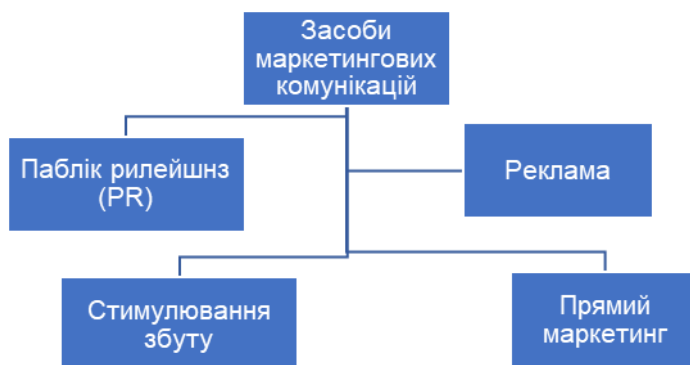 Засоби
маркетингових
комунікацій
Паблік рилейшнз
(PR)
Реклама
Стимулювання
збуту
Прямий
маркетинг